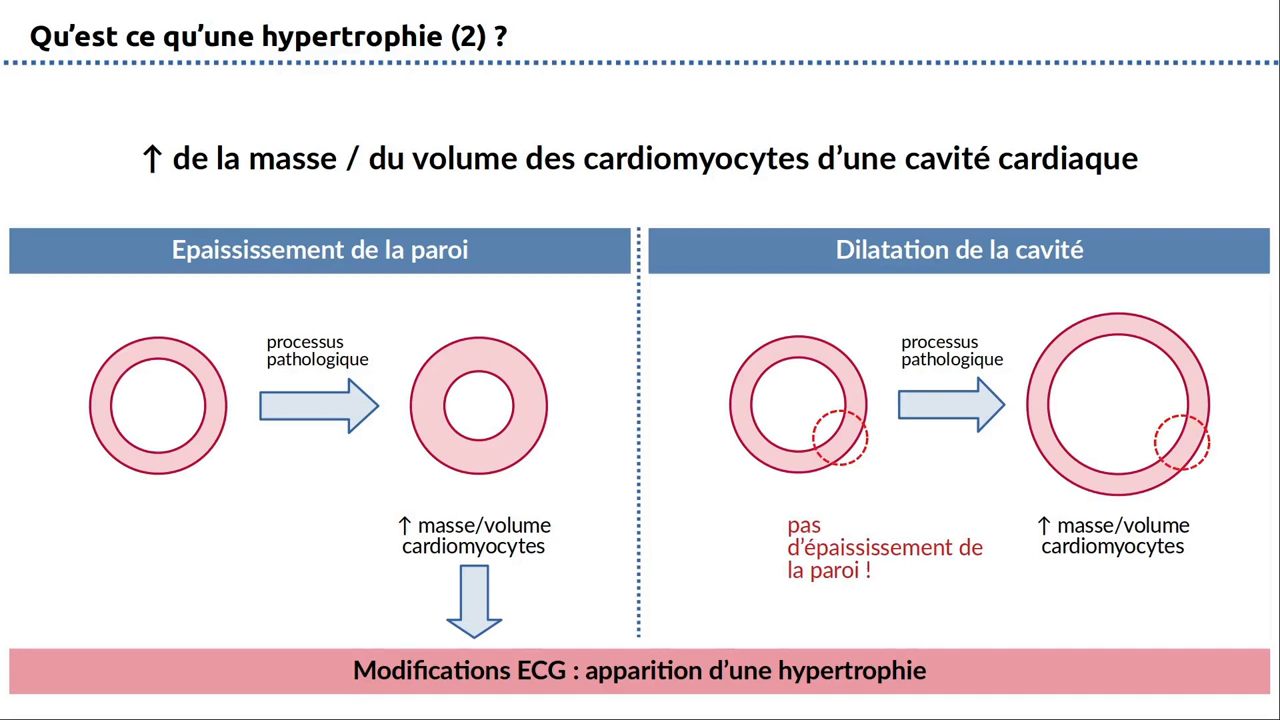 Qu'est ce qu'une hypertrophie (2) ?
↑ de la masse / du volume des cardiomyocytes d'une cavité cardiaque
Epaississement de la paroi
processus
pathologique
↑ masse/volume
cardiomyocytes
Dilatation de la cavité
processus
pathologique
pas
d'épaississement de
la paroi !
↑ masse/volume
cardiomyocytes
Modifications ECG : apparition d'une hypertrophie